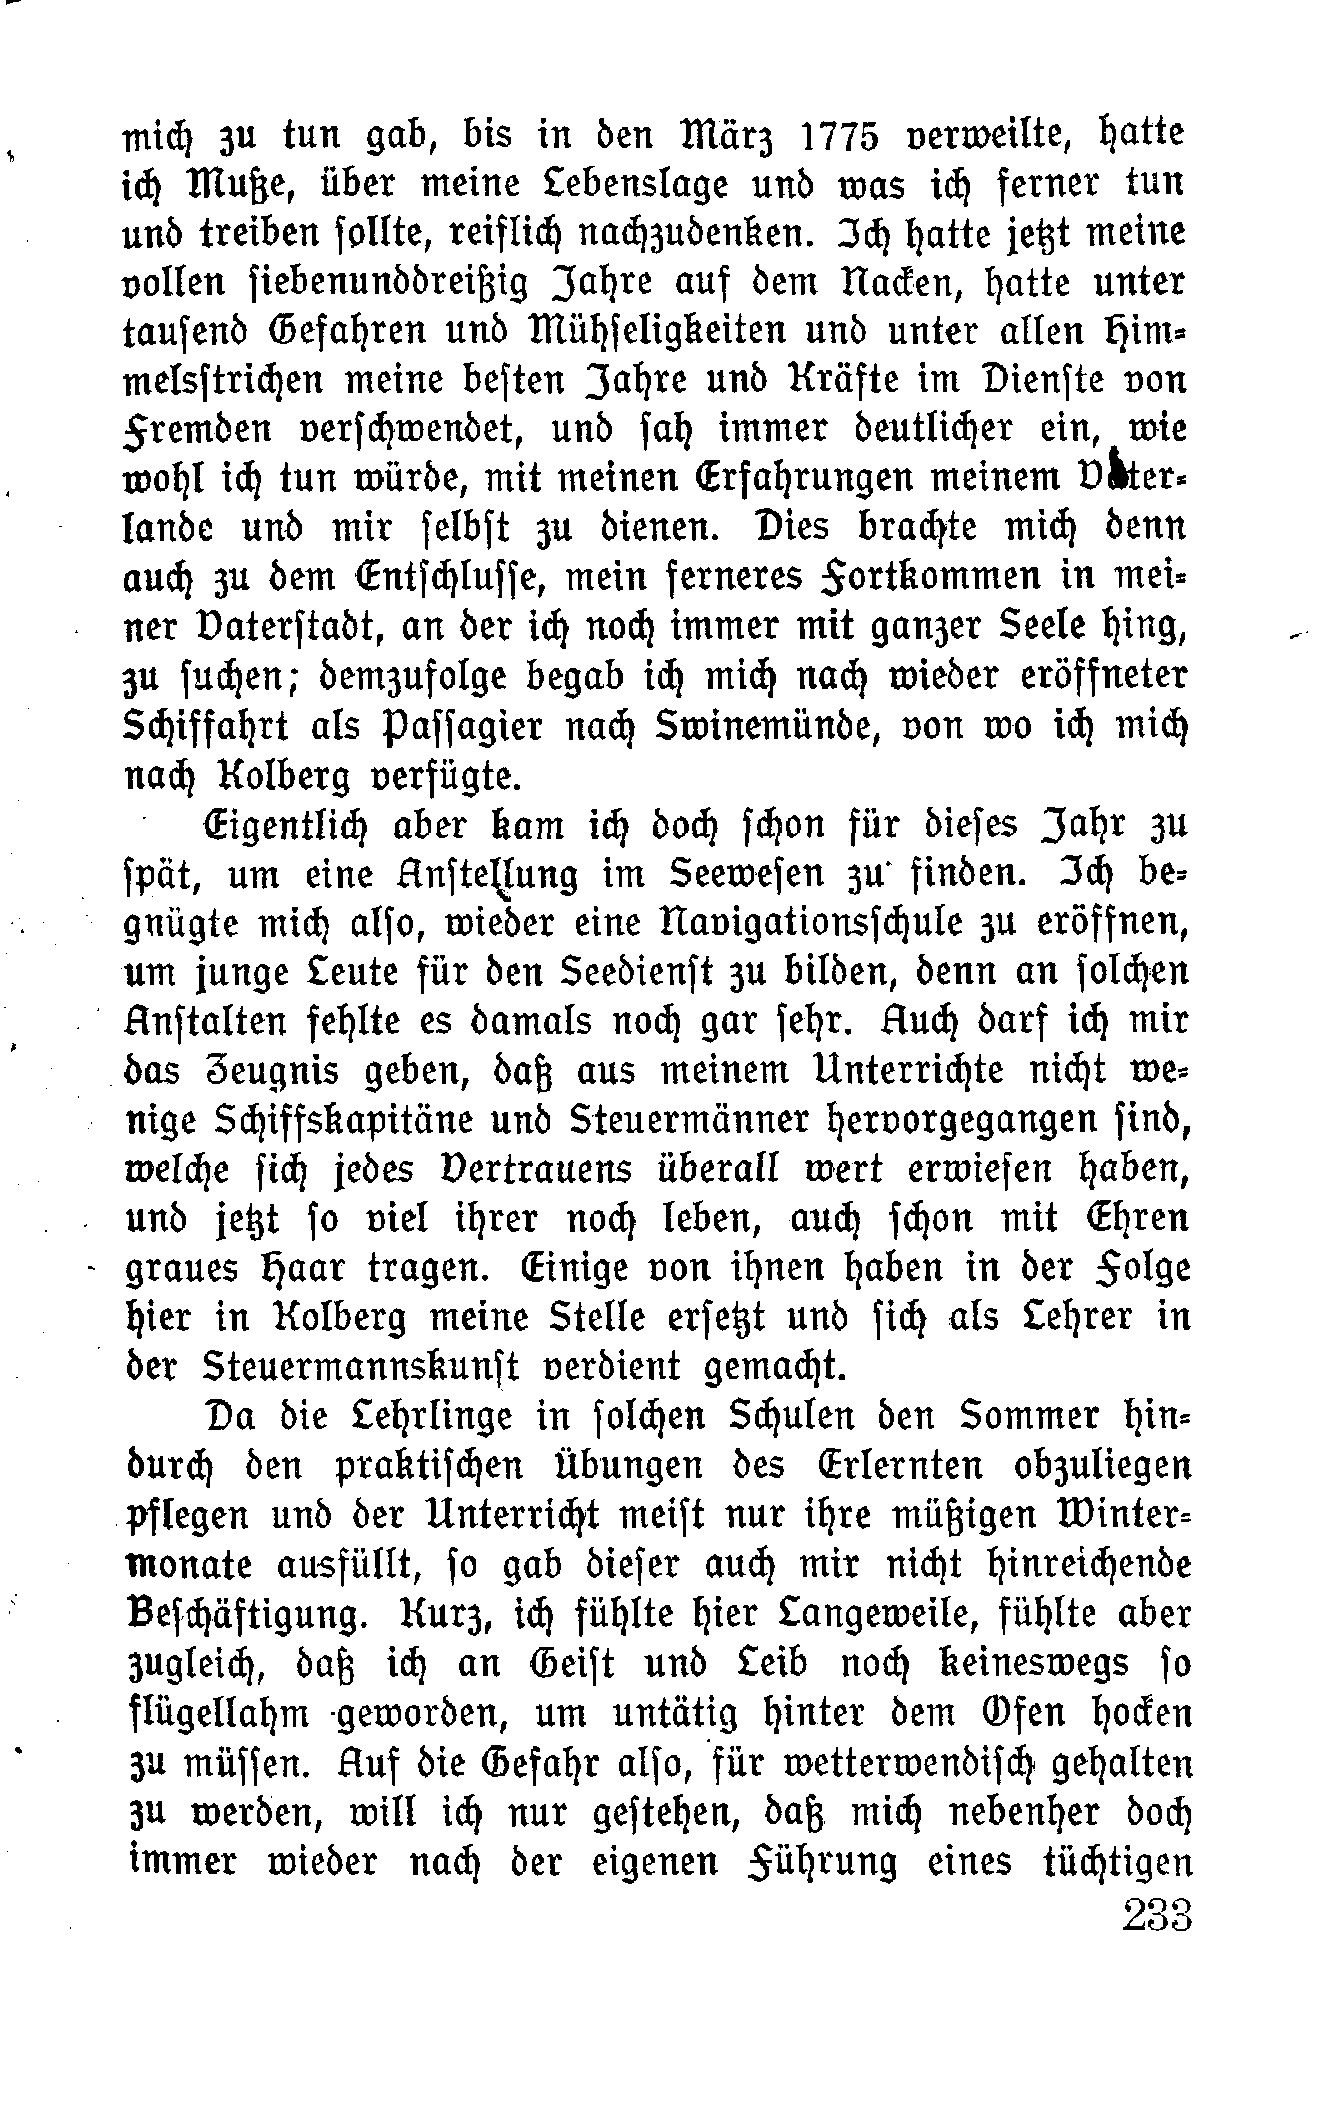 mich zu tun gab, bis in den März 1775 verweilte, hatte
ich Muße, über meine Lebenslage und was ich ferner tun
und treiben sollte, reiflich nachzudenken. Ich hatte jetzt meine
vollen siebenunddreißig Jahre auf dem Nacken, hatte unter
tausend Gefahren und Mühseligkeiten und unter allen Him-
melsstrichen meine besten Jahre und Kräfte im Dienste von
Fremden verschwendet, und sah immer deutlicher ein, wie
wohl ich tun würde, mit meinen Erfahrungen meinem Vater-
lande und mir selbst zu dienen. Dies brachte mich denn
auch zu dem Entschlusse, mein ferneres Fortkommen in mei-
ner Vaterstadt, an der ich noch immer mit ganzer Seele hing,
zu suchen; demzufolge begab ich mich nach wieder eröffneter
Schiffahrt als Passagier nach Swinemünde, von wo ich mich
nach Kolberg verfügte.
Eigentlich aber kam ich doch schon für dieses Jahr zu
spät, um eine Anstellung im Seewesen zu finden. Ich be-
gnügte mich also, wieder eine Navigationsschule zu eröffnen,
um junge Leute für den Seedienst zu bilden, denn an solchen
Anstalten fehlte es damals noch gar sehr. Auch darf ich mir
das Zeugnis geben, daß aus meinem Unterrichte nicht we-
nige Schiffskapitäne und Steuermänner hervorgegangen sind,
welche sich jedes Vertrauens überall wert erwiesen haben,
und jetzt so viel ihrer noch leben, auch schon mit Ehren
graues Haar tragen. Einige von ihnen haben in der Folge
hier in Kolberg meine Stelle ersetzt und sich als Lehrer in
der Steuermannskunst verdient gemacht.
Da die Lehrlinge in solchen Schulen den Sommer hin-
durch den praktischen Übungen des Erlernten obzuliegen
pflegen und der Unterricht meist nur ihre müßigen Winter-
monate ausfüllt, so gab dieser auch mir nicht hinreichende
Beschäftigung. Kurz, ich fühlte hier Langeweile, fühlte aber
zugleich, daß ich an Geist und Leib noch keineswegs so
flügellahm geworden, um untätig hinter dem Ofen hocken
zu müssen. Auf die Gefahr also, für wetterwendisch gehalten
zu werden, will ich nur gestehen, daß mich nebenher doch
immer wieder nach der eigenen Führung eines tüchtigen
233